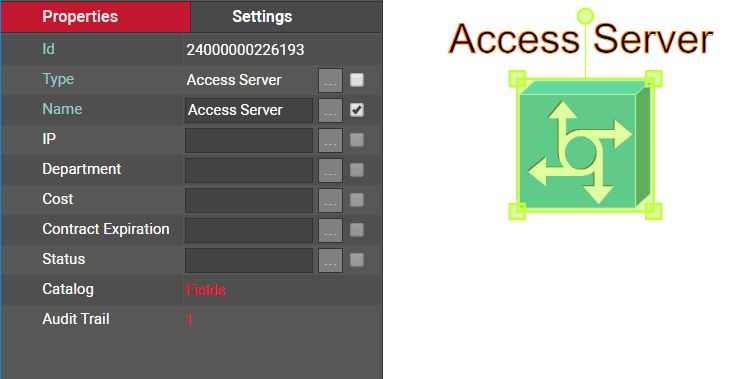 Properties Settings
Id 24000000226193
Type Access Server ...
Name Access Server ...
IP ...
Department ...
Cost ...
Contract Expiration ...
Status ...
Catalog Fields
Audit Trail 1
Access Server